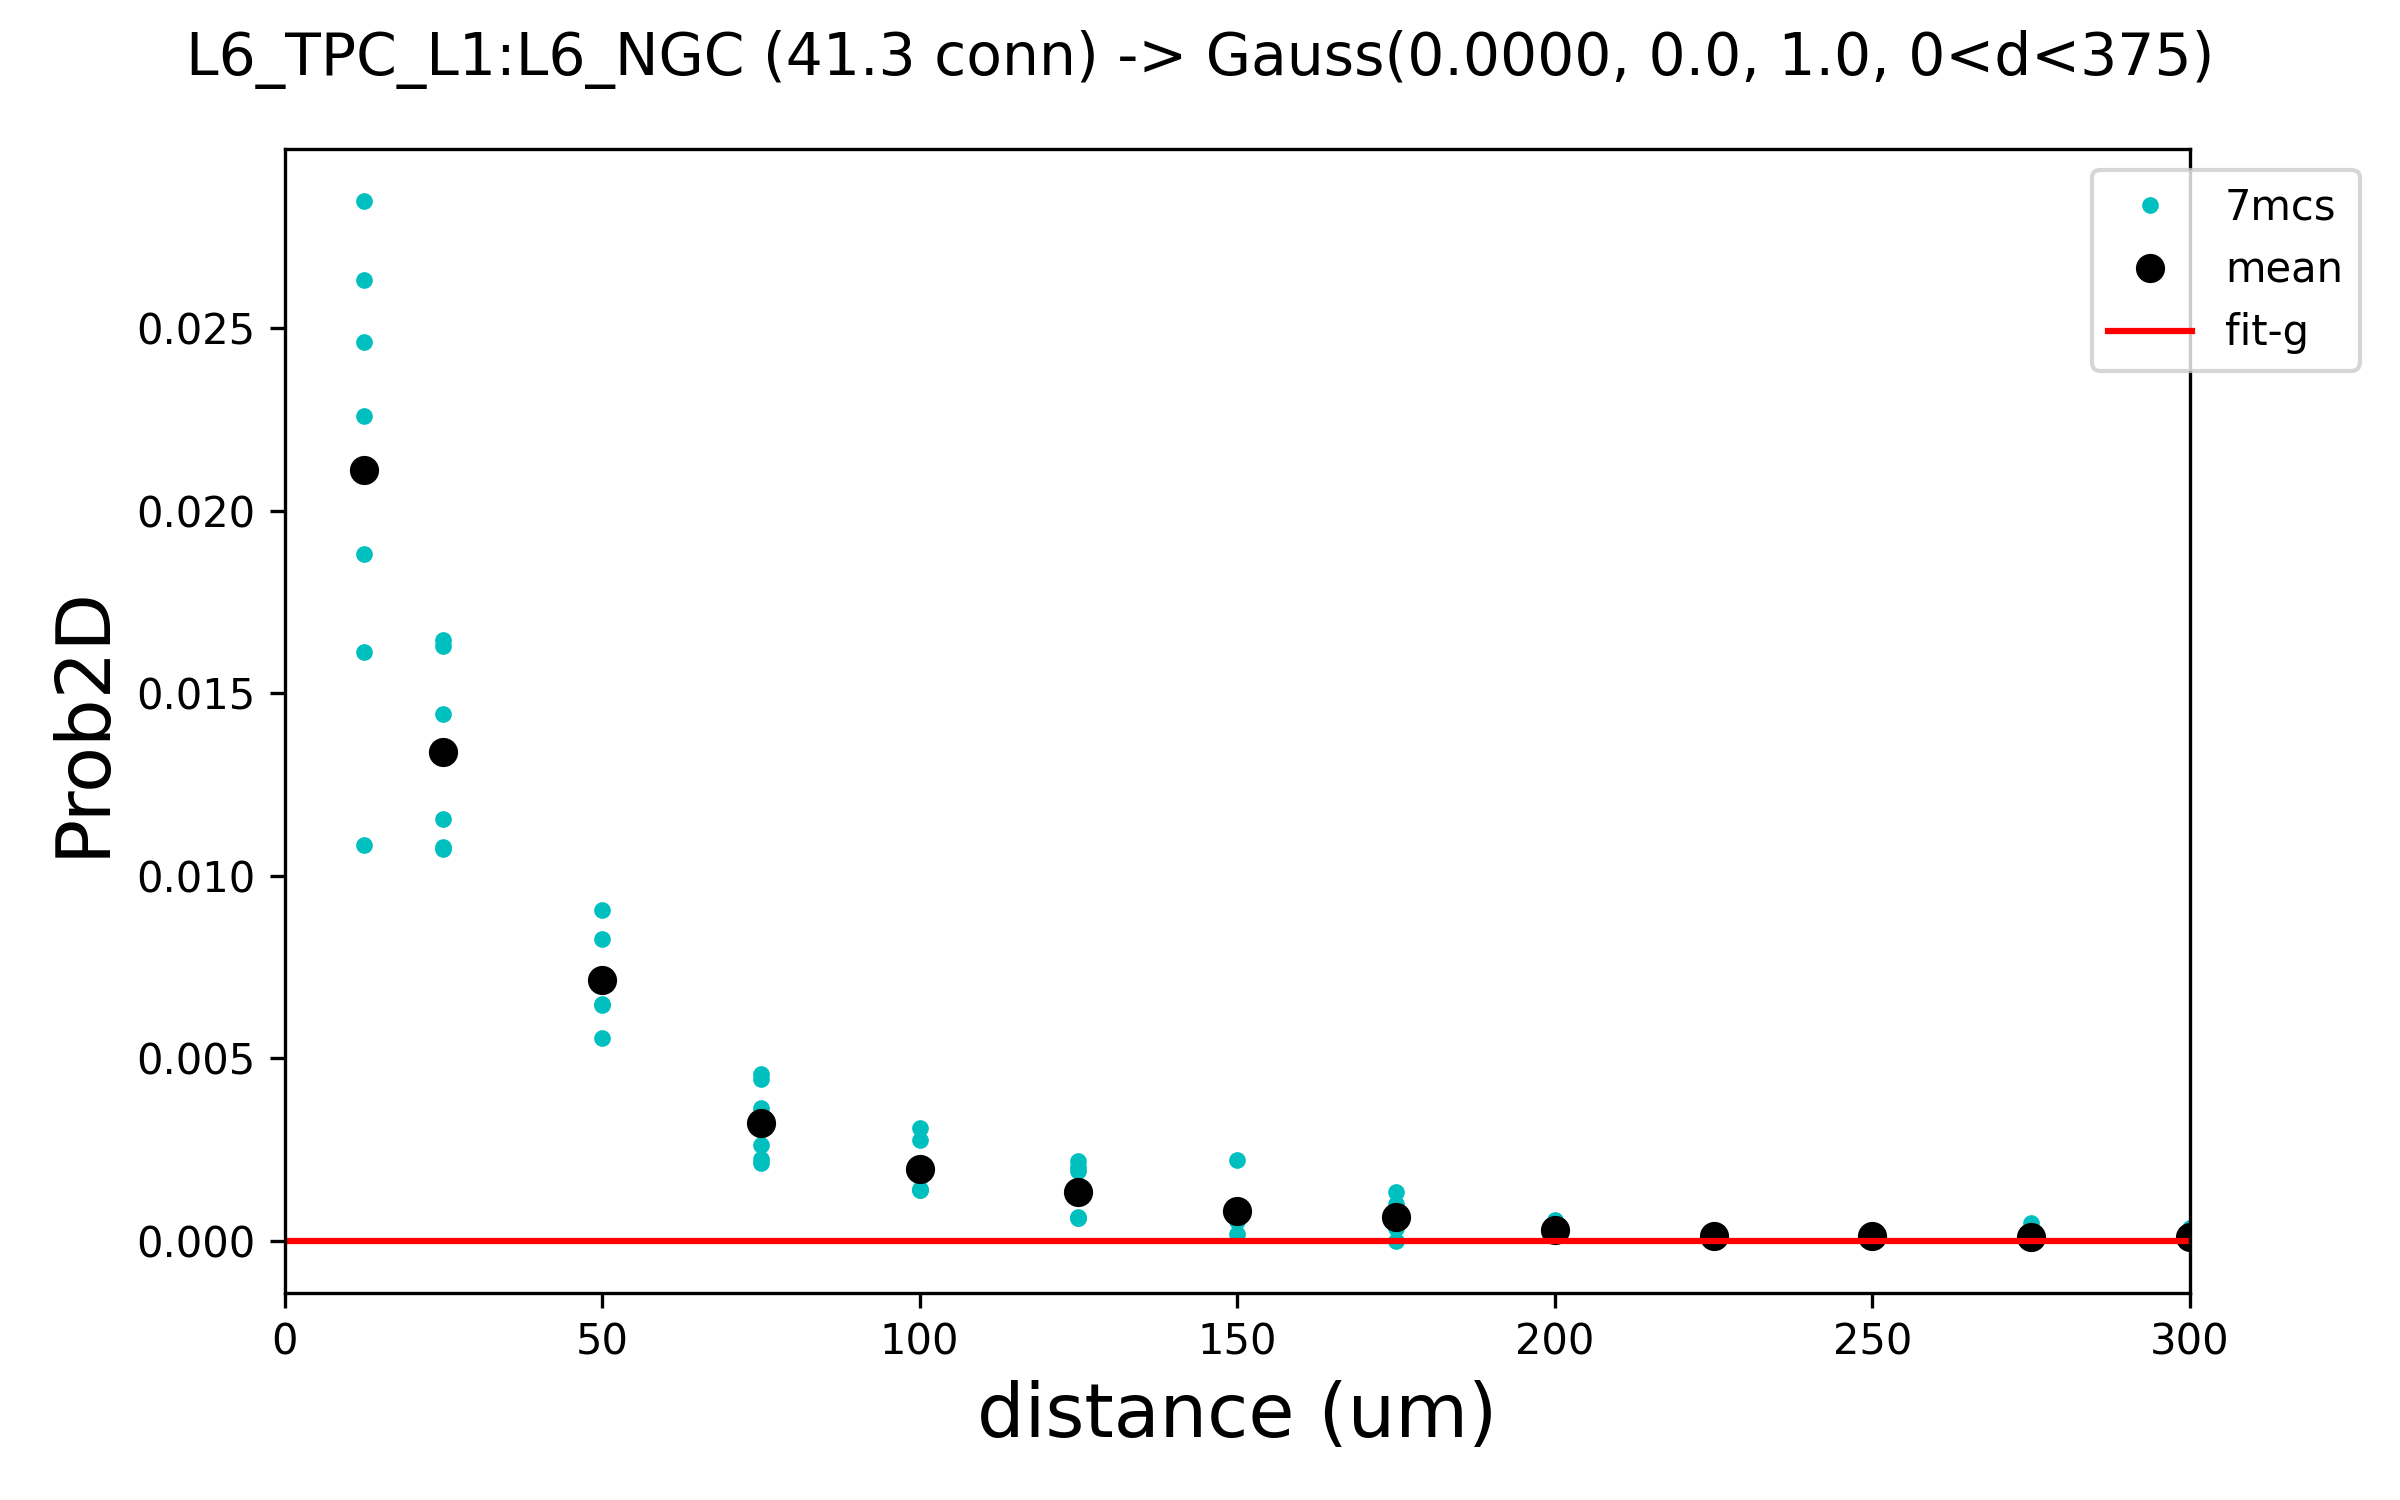 L6_TPC_L1:L6_NGC (41.3 conn) -> Gauss(0.0000, 0.0, 1.0, 0<d<375)
7mcs
mean
fit-g
Prob2D
0.025
0.020
0.015
0.010
0.005
0.000
0 50 100 150 200 250 300
distance (um)